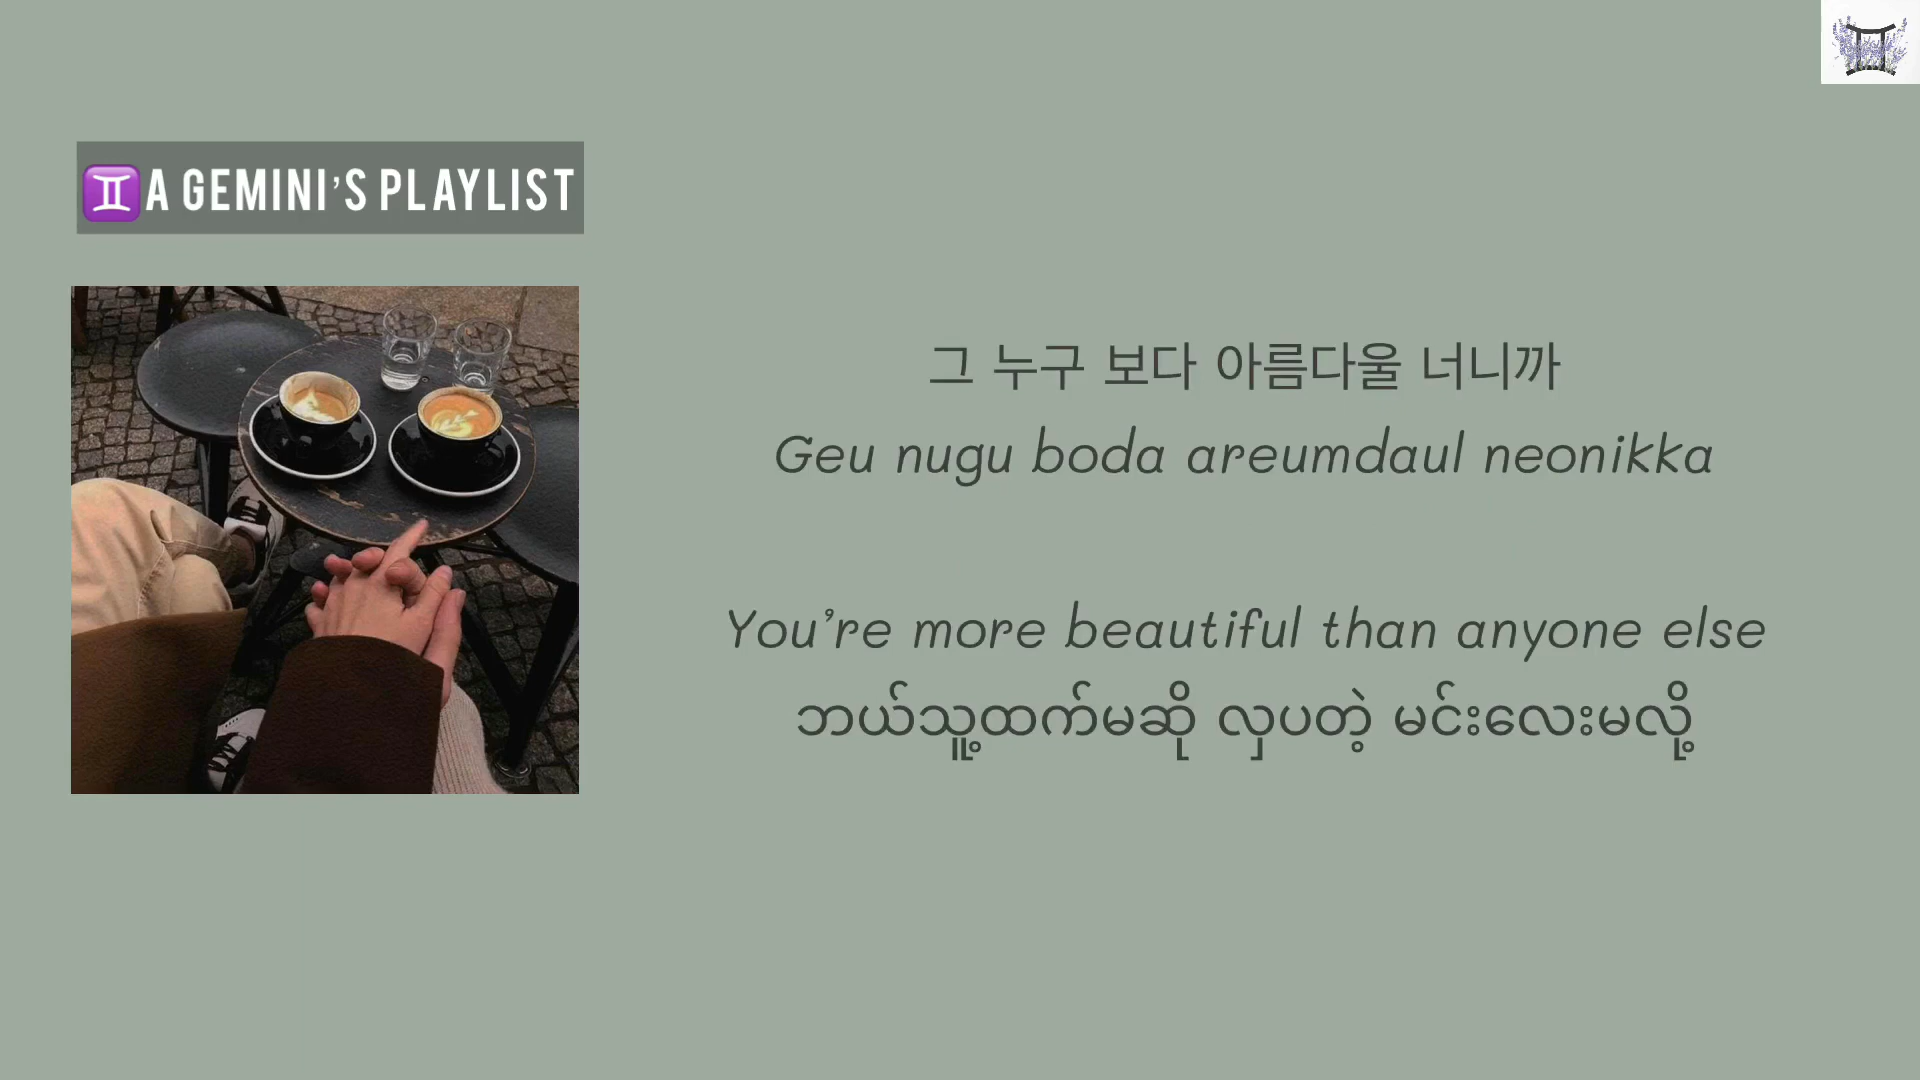 ♊A GEMINI'S PLAYLIST
그 누구 보다 아름다울 너니까
Geu nugu boda areumdaul neonikka
You're more beautiful than anyone else
ဘယ်သူ့ထက်မဆို လှပတဲ့ မင်းလေးမလို့